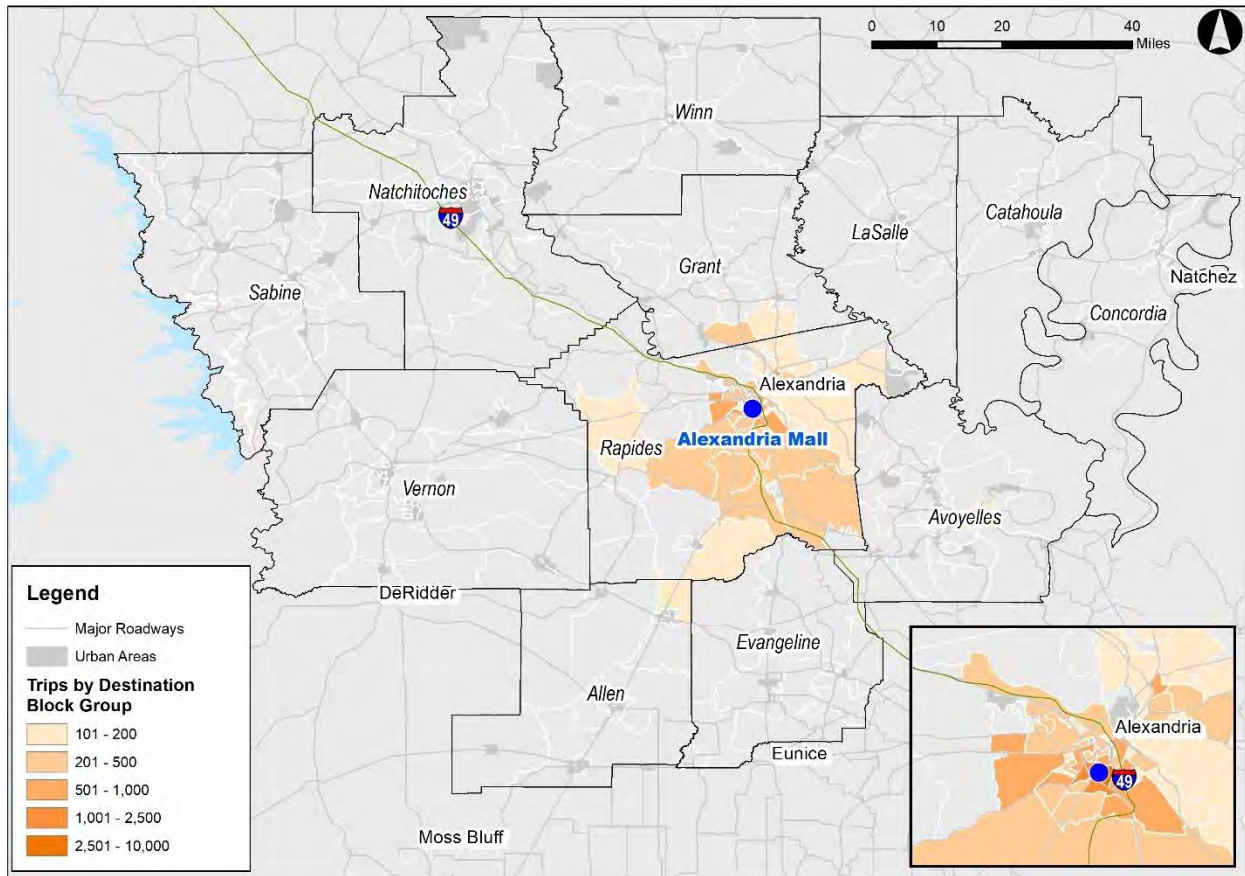 0 10 20 40
Miles
Winn
Natchitoches
49
LaSalle
Catahoula
Natchez
Grant
Sabine
Concordia
Alexandria
Alexandria Mall
Rapides
Vernon
Avoyelles
DeRidder
Evangeline
Allen
Eunice
Moss Bluff
Legend
Major Roadways
Urban Areas
Trips by Destination
Block Group
101 - 200
201 - 500
501 - 1,000
1,001 - 2,500
2,501 - 10,000
Alexandria
49